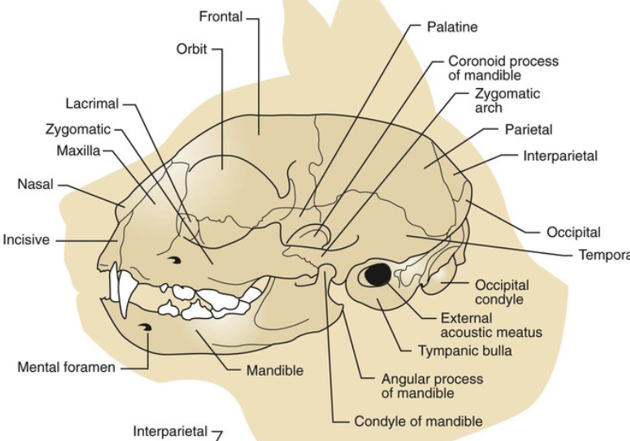 Frontal
Palatine
Orbit
Coronoid process
of mandible
Zygomatic
arch
Lacrimal
Zygomatic
Parietal
Maxilla
Interparietal
Nasal
Occipital
Incisive
Tempora
Occipital
condyle
External
acoustic meatus
Tympanic bulla
Mental foramen
Mandible
Angular process
of mandible
Condyle of mandible
Interparietal